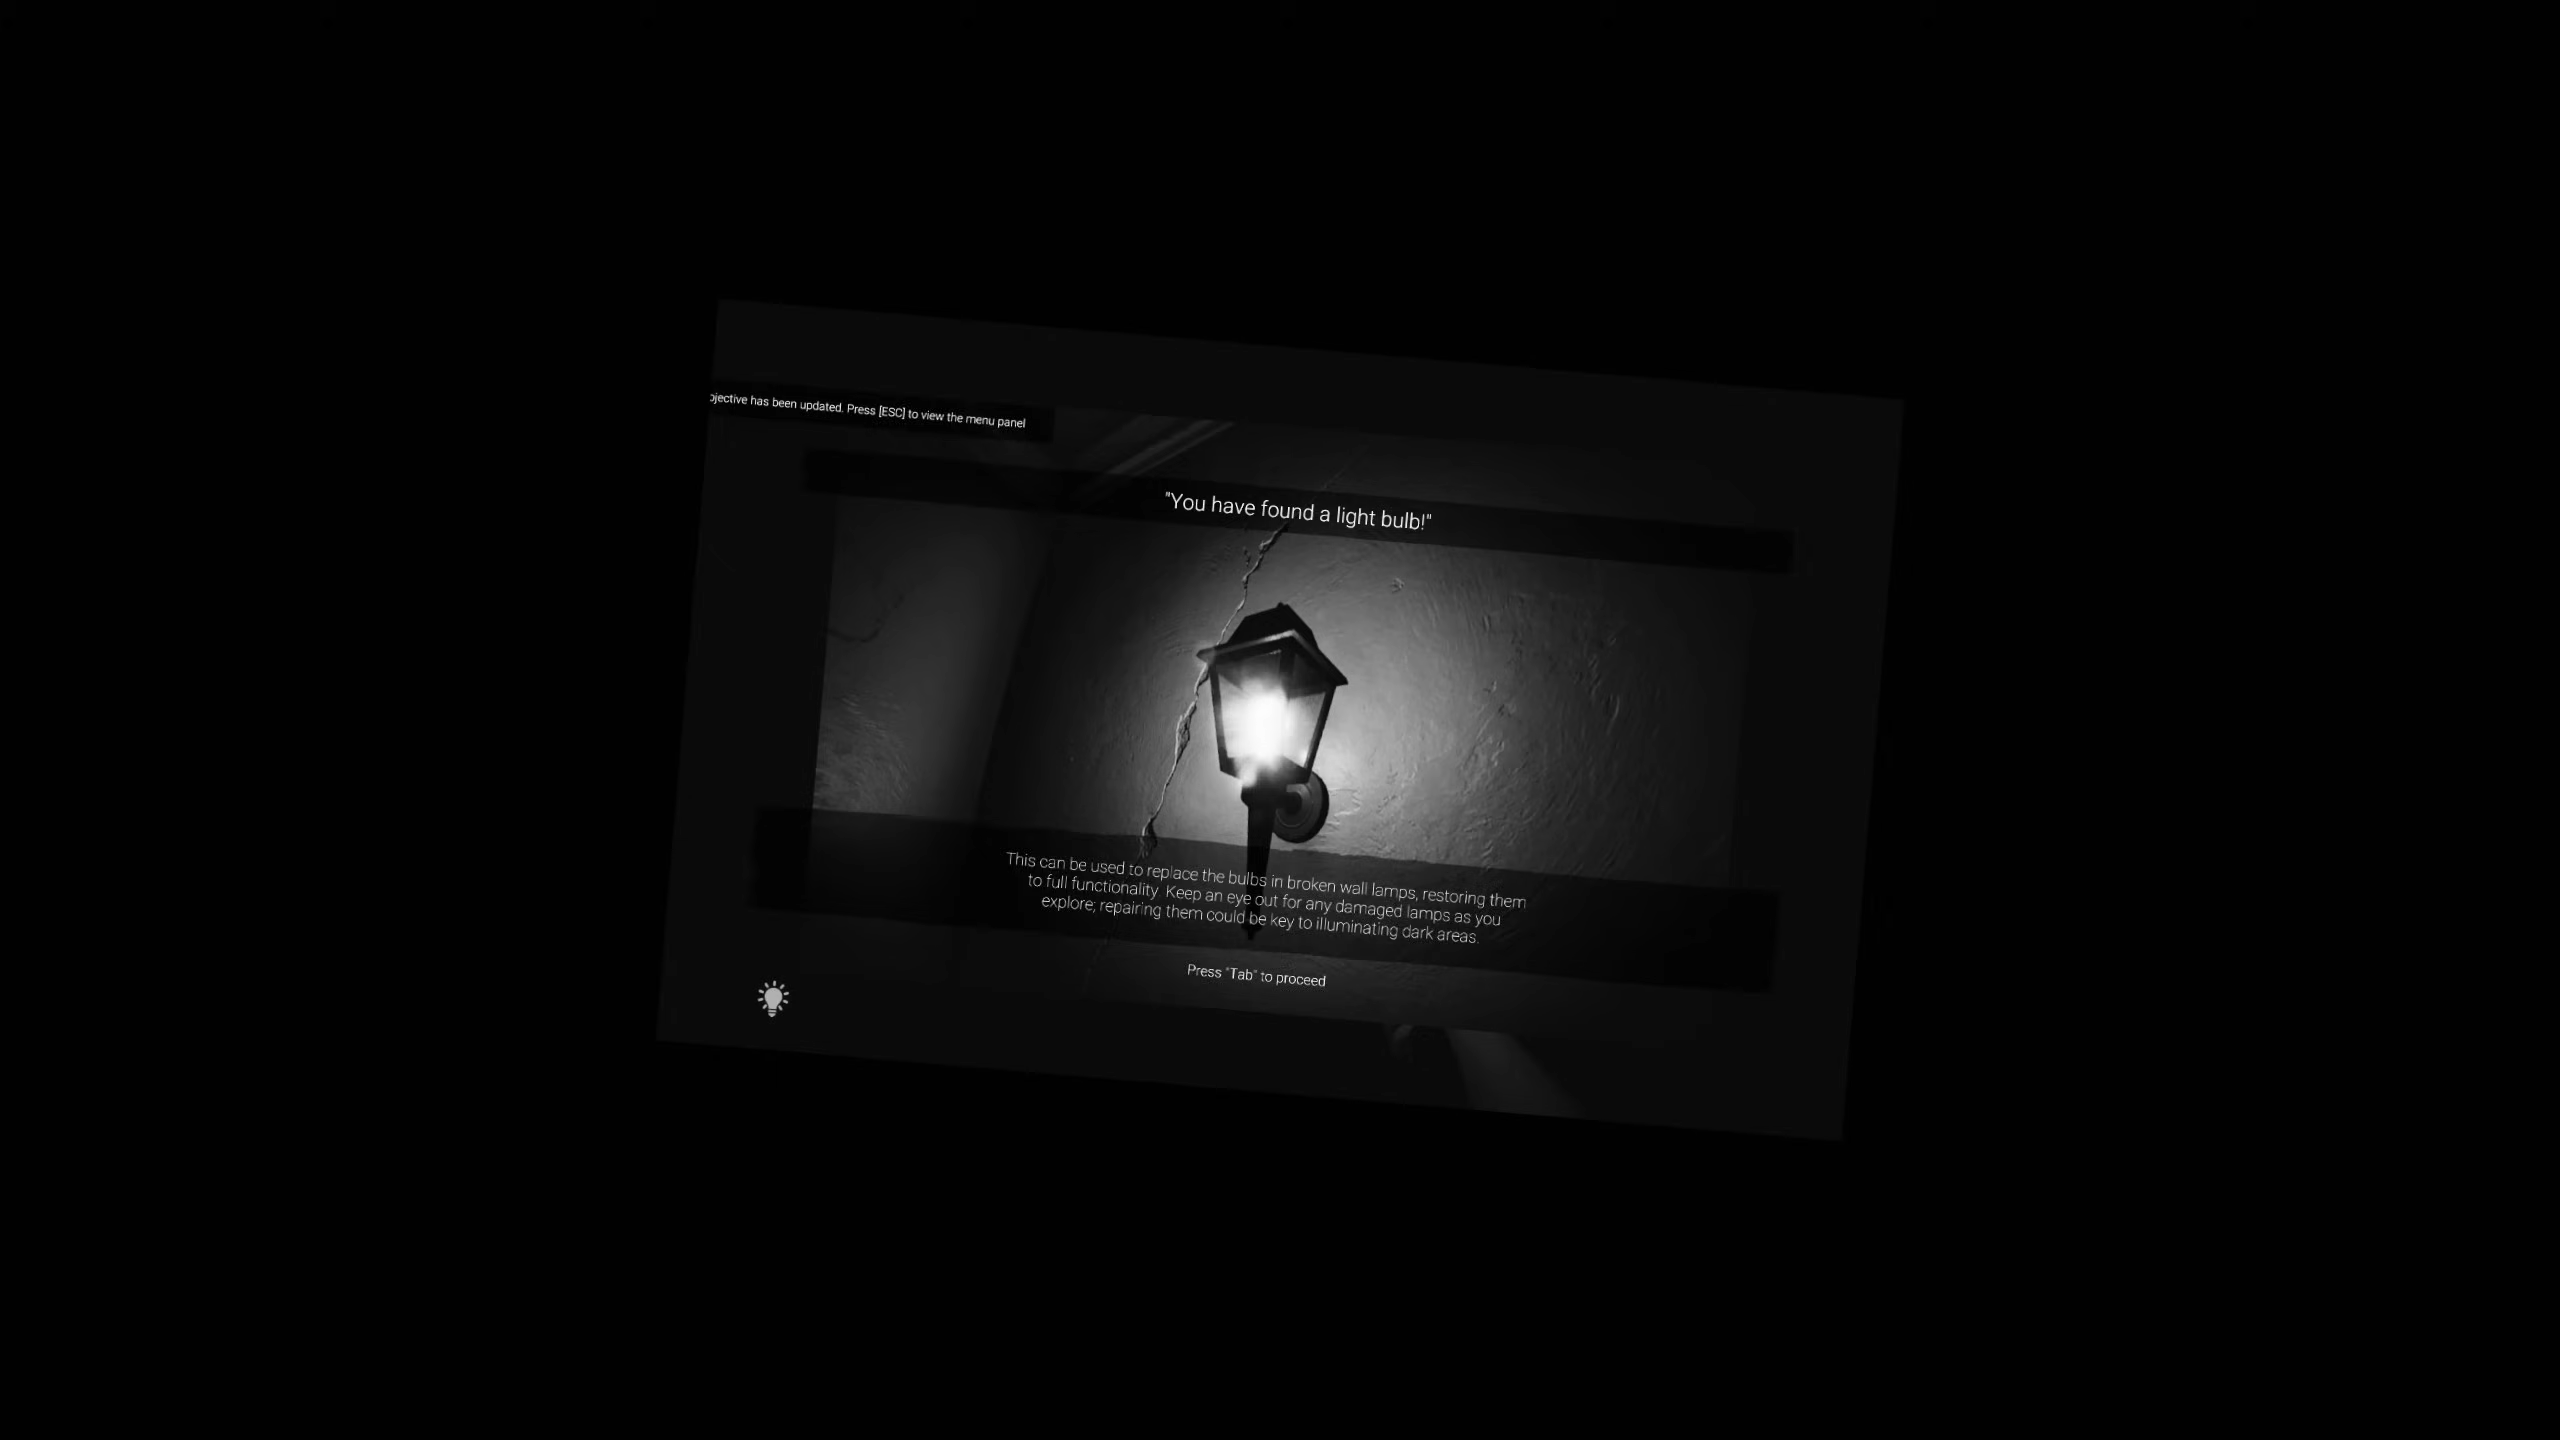 ojective has been updated. Press [ESC] to view the menu panel
"You have found a light bulb!"
This can be used to replace the bulbs in broken wall lamps, restoring them
to full functionality. Keep an eye out for any damaged lamps as you
explore; repairing them could be key to illuminating dark areas.
Press "Tab" to proceed